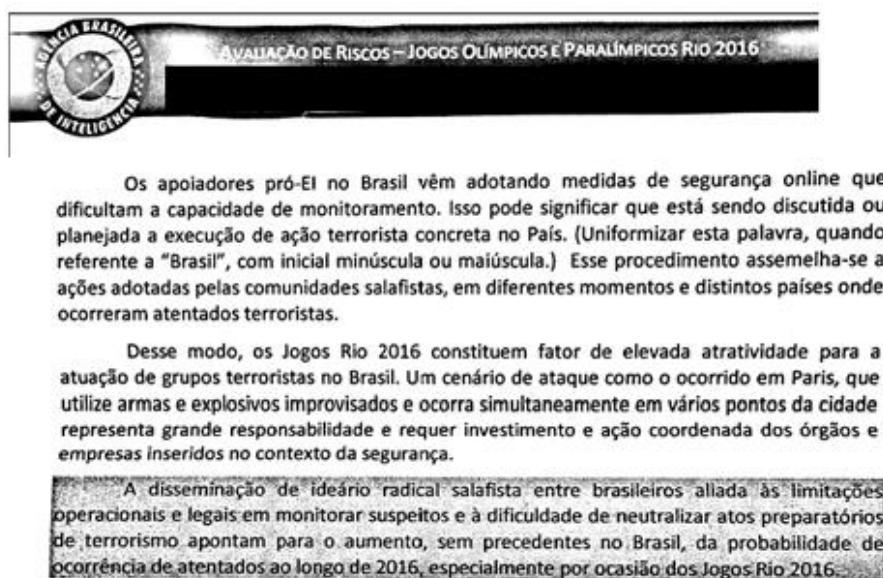 AGÊNCIA BRASILEIRA
DE INTELIGÊNCIA
AVALIAÇÃO DE RISCOS – JOGOS OLÍMPICOS E PARALÍMPICOS RIO 2016
Os apoiadores pró-EI no Brasil vêm adotando medidas de segurança online que
dificultam a capacidade de monitoramento. Isso pode significar que está sendo discutida ou
planejada a execução de ação terrorista concreta no País. (Uniformizar esta palavra, quando
referente a “Brasil”, com inicial minúscula ou maiúscula.) Esse procedimento assemelha-se a
ações adotadas pelas comunidades salafistas, em diferentes momentos e distintos países onde
ocorreram atentados terroristas.
Desse modo, os Jogos Rio 2016 constituem fator de elevada atratividade para a
atuação de grupos terroristas no Brasil. Um cenário de ataque como o ocorrido em Paris, que
utilize armas e explosivos improvisados e ocorra simultaneamente em vários pontos da cidade
representa grande responsabilidade e requer investimento e ação coordenada dos órgãos e
empresas inseridos no contexto da segurança.
A disseminação de ideário radical salafista entre brasileiros aliada às limitações
operacionais e legais em monitorar suspeitos e à dificuldade de neutralizar atos preparatórios
de terrorismo apontam para o aumento, sem precedentes no Brasil, da probabilidade de
ocorrência de atentados ao longo de 2016, especialmente por ocasião dos Jogos Rio 2016.